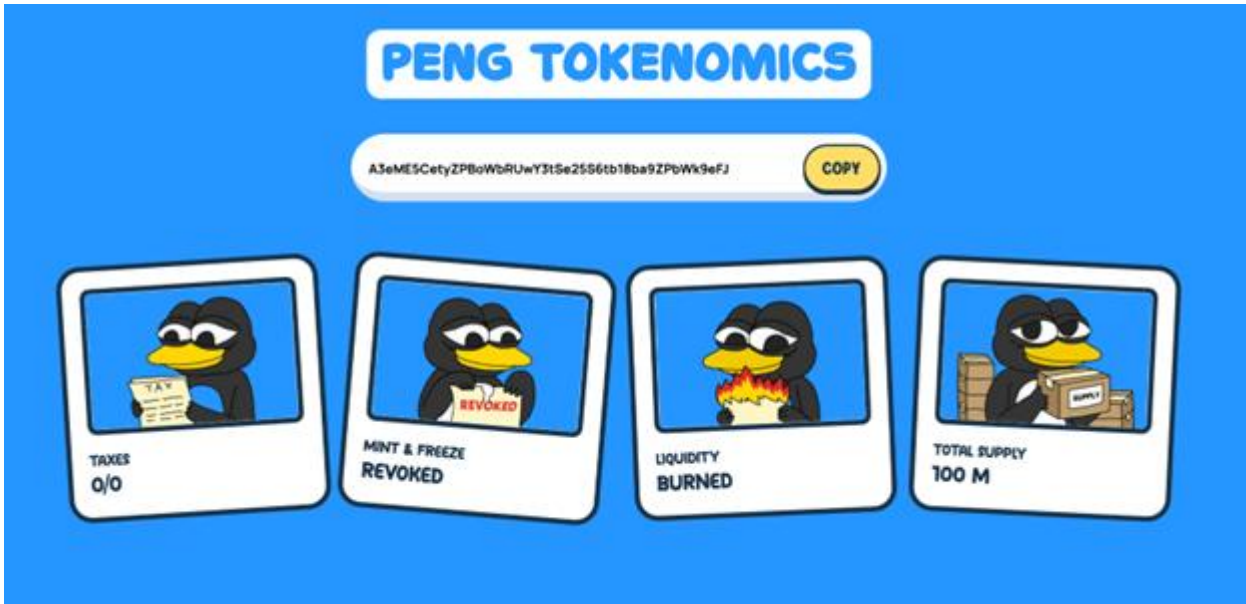 PENG TOKENOMICS
A3eME5CetyZPBoWbRUwY3tSe25S6tb18ba9ZPbWk9eFJ
COPY
TAX
REVOKED
SUPPLY
TAXES
0/0
MINT & FREEZE
REVOKED
LIQUIDITY
BURNED
TOTAL SUPPLY
100 M